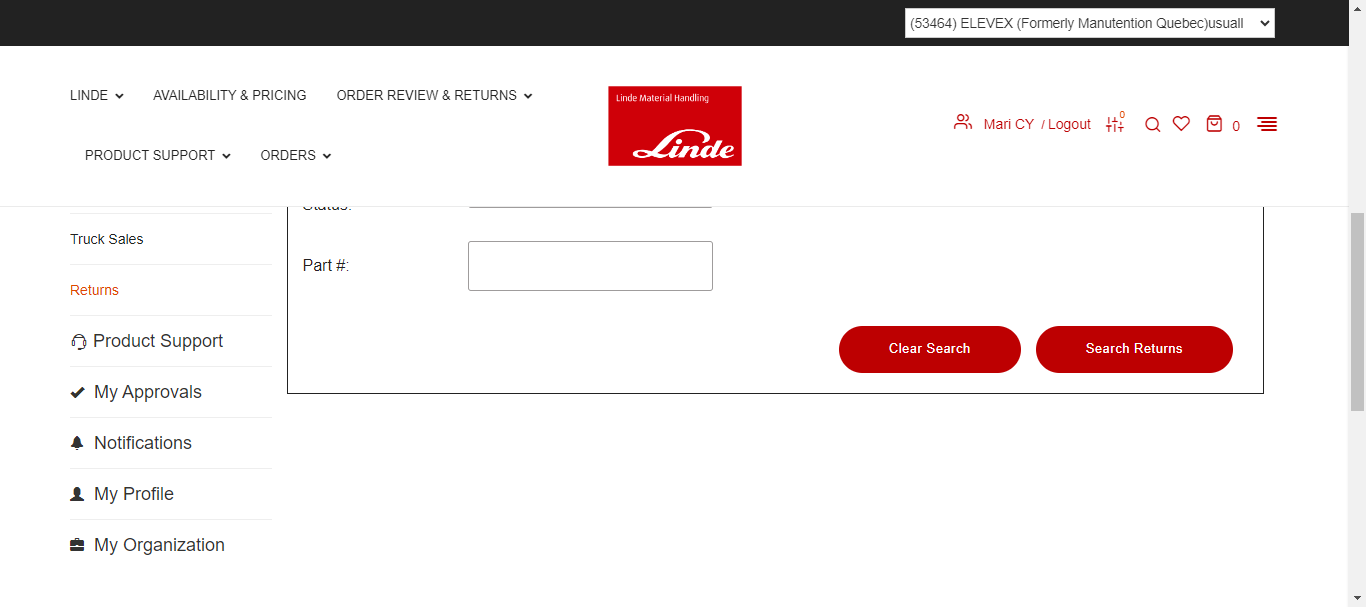 (53464) ELEVEX (Formerly Manutention Quebec)usuall
LINDE
AVAILABILITY & PRICING
ORDER REVIEW & RETURNS
PRODUCT SUPPORT
ORDERS
Linde Material Handling
Linde
Mari CY / Logout
0
0
Status:
Truck Sales
Part #:
Returns
Product Support
Clear Search
Search Returns
My Approvals
Notifications
My Profile
My Organization